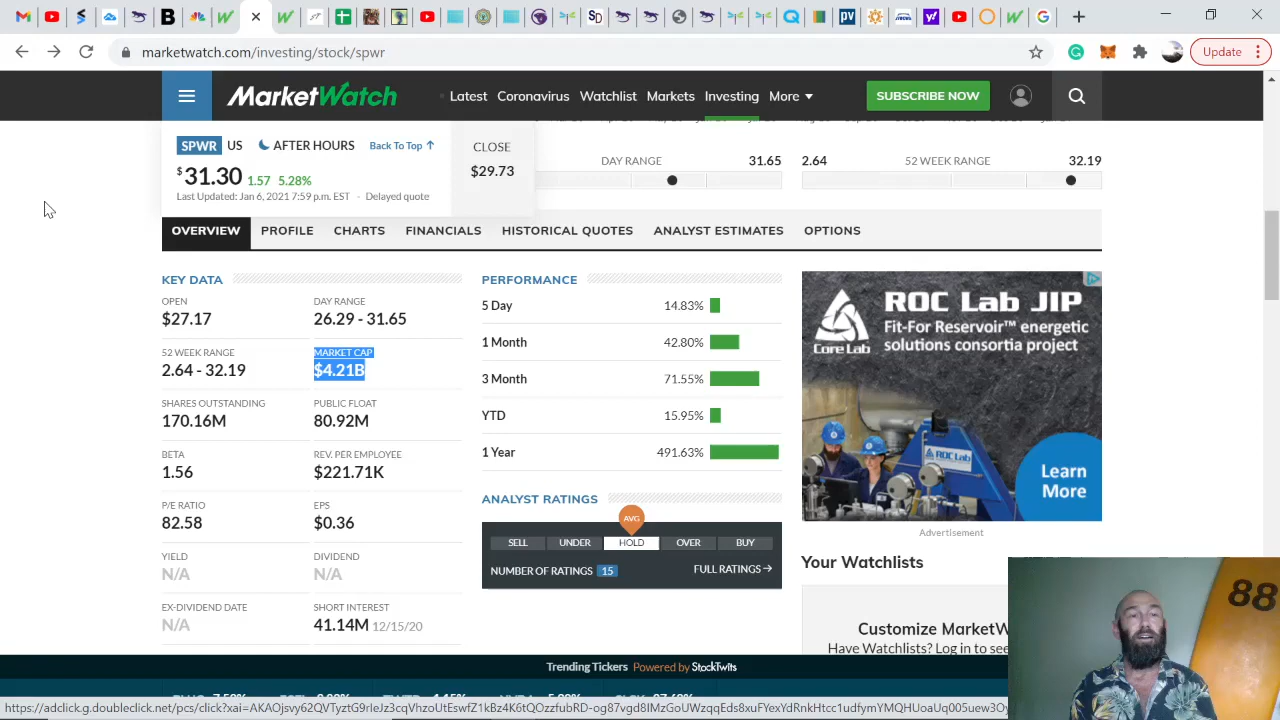 marketwatch.com/investing/stock/spwr
Update
MarketWatch
Latest Coronavirus Watchlist Markets Investing More
SUBSCRIBE NOW
SPWR US AFTER HOURS Back To Top ↑
$31.30 1.57 5.28%
Last Updated: Jan 6, 2021 7:59 p.m. EST · Delayed quote
CLOSE
$29.73
DAY RANGE 31.65
2.64 52 WEEK RANGE 32.19
OVERVIEW PROFILE CHARTS FINANCIALS HISTORICAL QUOTES ANALYST ESTIMATES OPTIONS
KEY DATA
OPEN
$27.17
DAY RANGE
26.29 - 31.65
52 WEEK RANGE
2.64 - 32.19
MARKET CAP
$4.21B
SHARES OUTSTANDING
170.16M
PUBLIC FLOAT
80.92M
BETA
1.56
REV. PER EMPLOYEE
$221.71K
P/E RATIO
82.58
EPS
$0.36
YIELD
N/A
DIVIDEND
N/A
EX-DIVIDEND DATE
N/A
SHORT INTEREST
41.14M 12/15/20
PERFORMANCE
5 Day 14.83%
1 Month 42.80%
3 Month 71.55%
YTD 15.95%
1 Year 491.63%
ANALYST RATINGS
AVG
SELL UNDER HOLD OVER BUY
NUMBER OF RATINGS 15 FULL RATINGS →
Core Lab
ROC Lab JIP
Fit-For Reservoir™ energetic
solutions consortia project
ROC Lab
Learn
More
Advertisement
Your Watchlists
Customize MarketW
Have Watchlists? Log in to see
88
Trending Tickers Powered by StockTwits